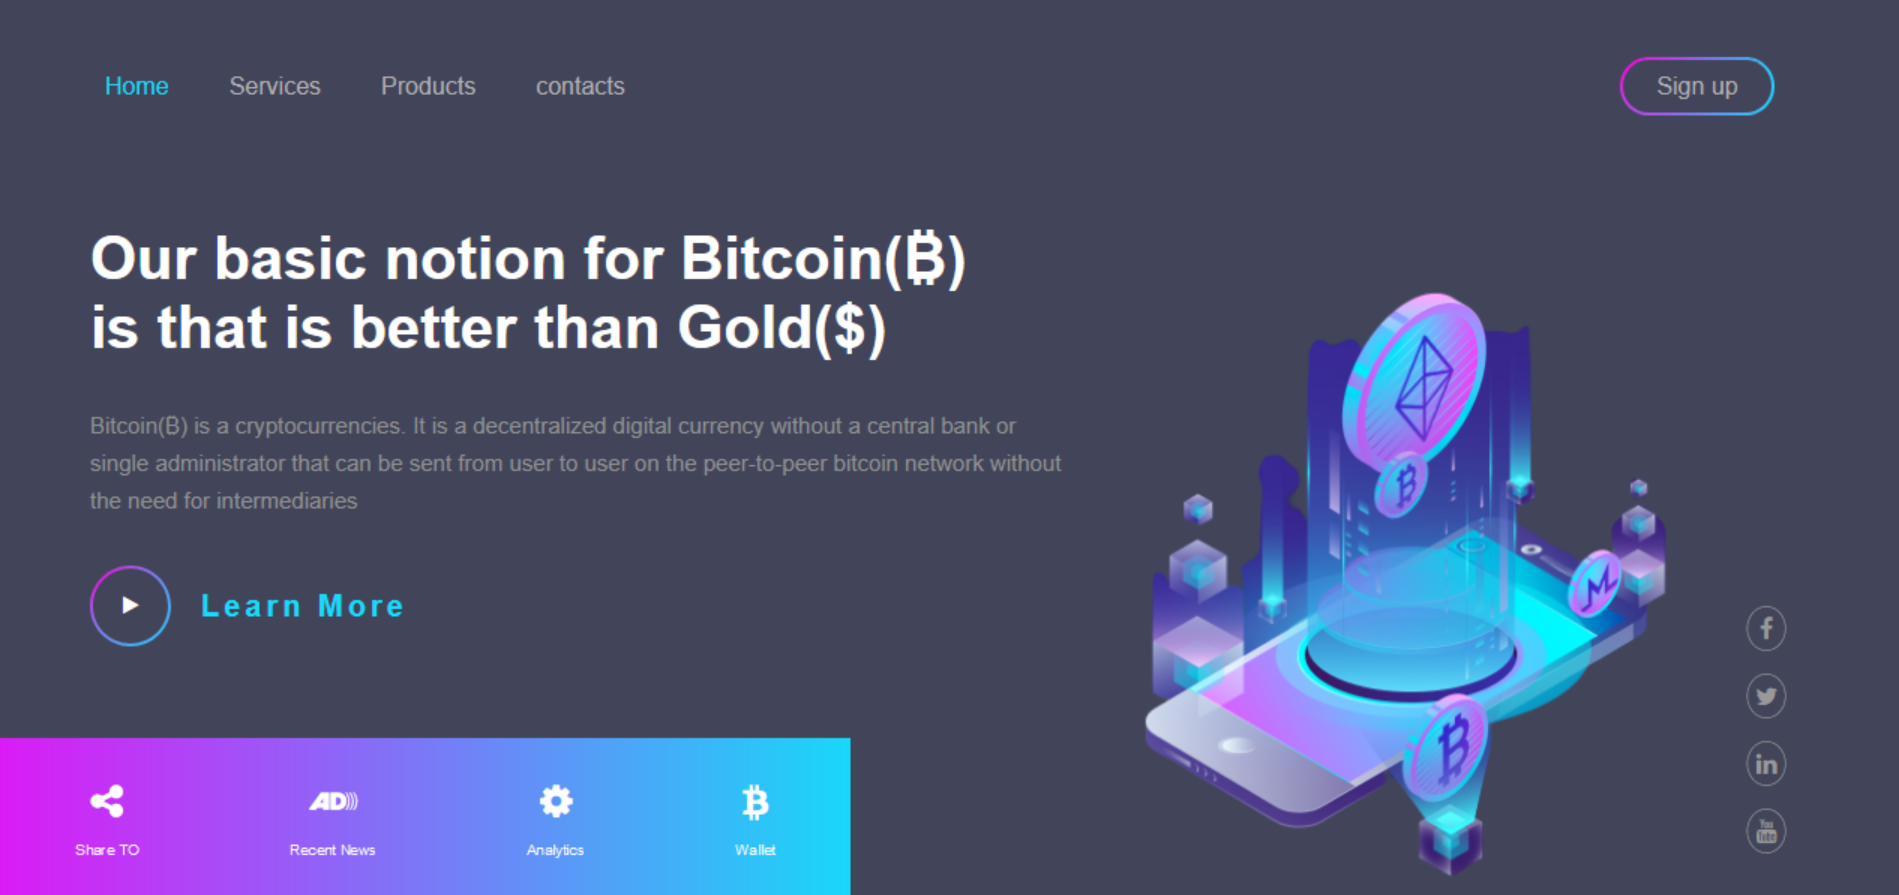 Home Services Products contacts Sign up
Our basic notion for Bitcoin(₿)
is that is better than Gold($)
Bitcoin(₿) is a cryptocurrencies. It is a decentralized digital currency without a central bank or
single administrator that can be sent from user to user on the peer-to-peer bitcoin network without
the need for intermediaries
Learn More
AD
Share TO Recent News Analytics Wallet
You
Tube